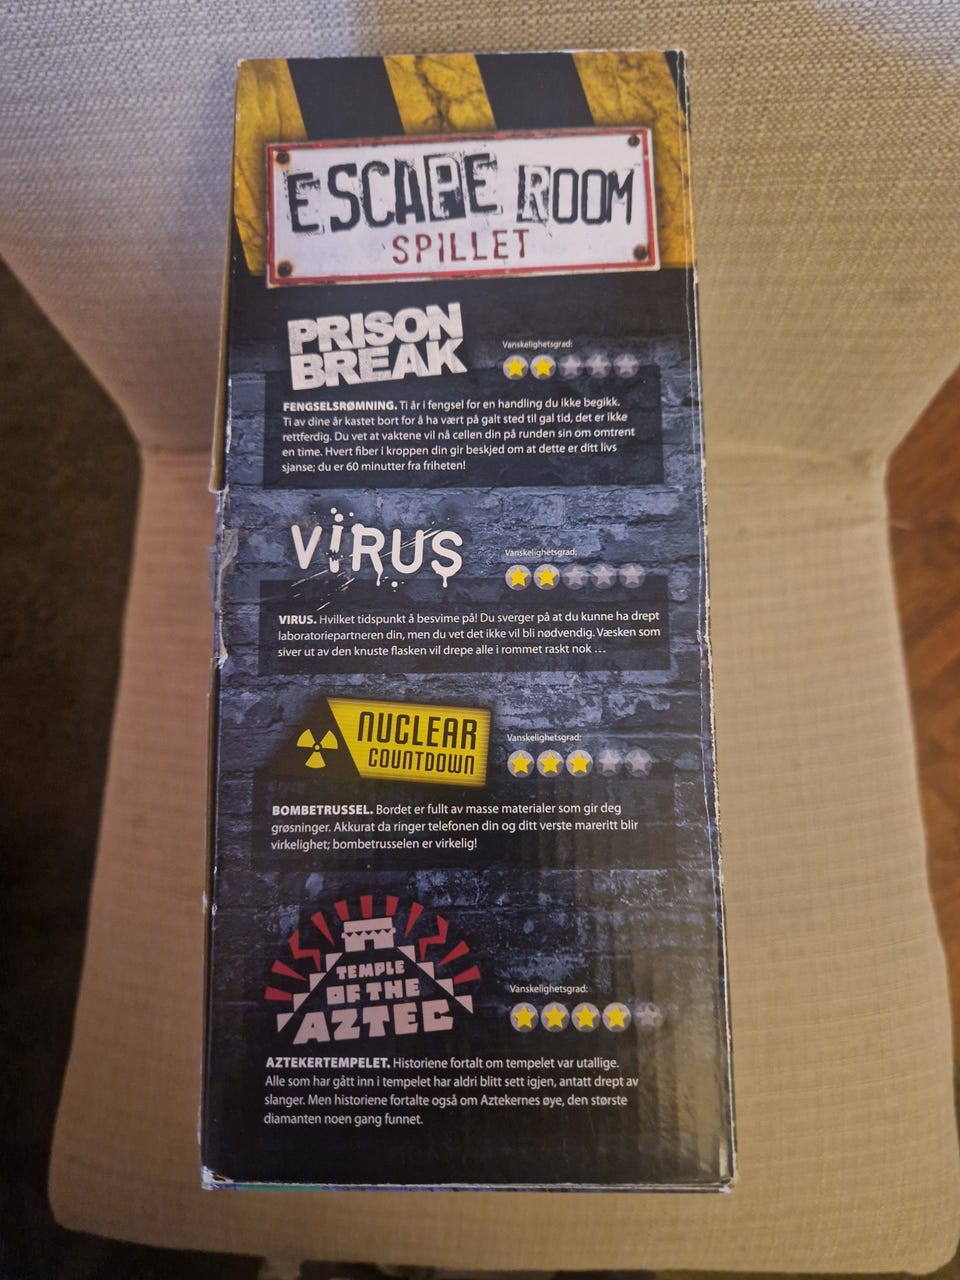 ESCAPE ROOM
SPILLET
PRISON
BREAK
Vanskelighetsgrad:
FENGSELSRØMNING. Ti år i fengsel for en handling du ikke begikk.
Ti av dine år kastet bort for å ha vært på galt sted til gal tid, det er ikke
rettferdig. Du vet at vaktene vil nå cellen din på runden sin om omtrent
en time. Hvert fiber i kroppen din gir beskjed om at dette er ditt livs
sjanse; du er 60 minutter fra friheten!
VIRUS
Vanskelighetsgrad:
VIRUS. Hvilket tidspunkt å besvime på! Du sverger på at du kunne ha drept
laboratoriepartneren din, men du vet det ikke vil bli nødvendig. Væsken som
siver ut av den knuste flasken vil drepe alle i rommet raskt nok ...
NUCLEAR
COUNTDOWN
Vanskelighetsgrad:
BOMBETRUSSEL. Bordet er fullt av masse materialer som gir deg
grøsninger. Akkurat da ringer telefonen din og ditt verste mareritt blir
virkelighet; bombetrusselen er virkelig!
TEMPLE
OF THE
AZTEC
Vanskelighetsgrad:
AZTEKERTEMPELET. Historiene fortalt om tempelet var utallige.
Alle som har gått inn i tempelet har aldri blitt sett igjen, antatt drept av
slanger. Men historiene fortalte også om Aztekernes øye, den største
diamanten noen gang funnet.